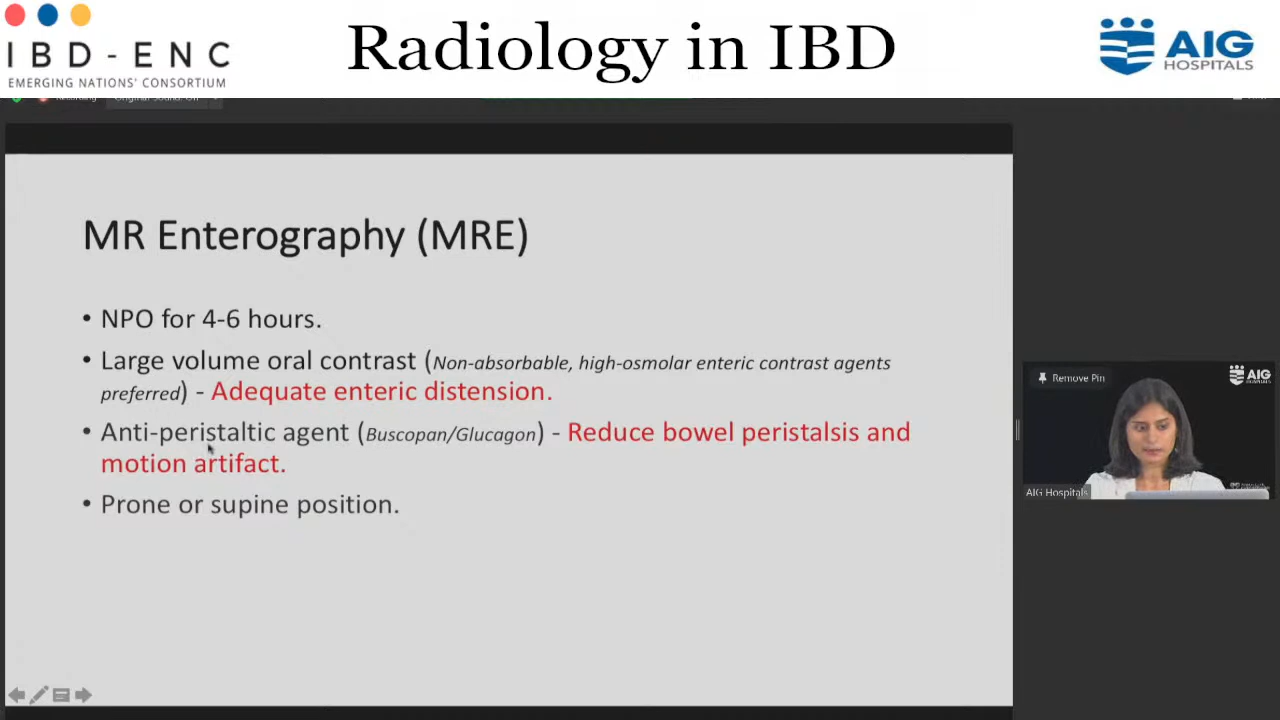 IBD-ENC
EMERGING NATIONS' CONSORTIUM
Radiology in IBD
AIG
HOSPITALS
MR Enterography (MRE)
• NPO for 4-6 hours.
• Large volume oral contrast (Non-absorbable, high-osmolar enteric contrast agents
preferred) - Adequate enteric distension.
• Anti-peristaltic agent (Buscopan/Glucagon) - Reduce bowel peristalsis and
motion artifact.
• Prone or supine position.
Remove Pin
AIG
HOSPITALS
AIG Hospitals